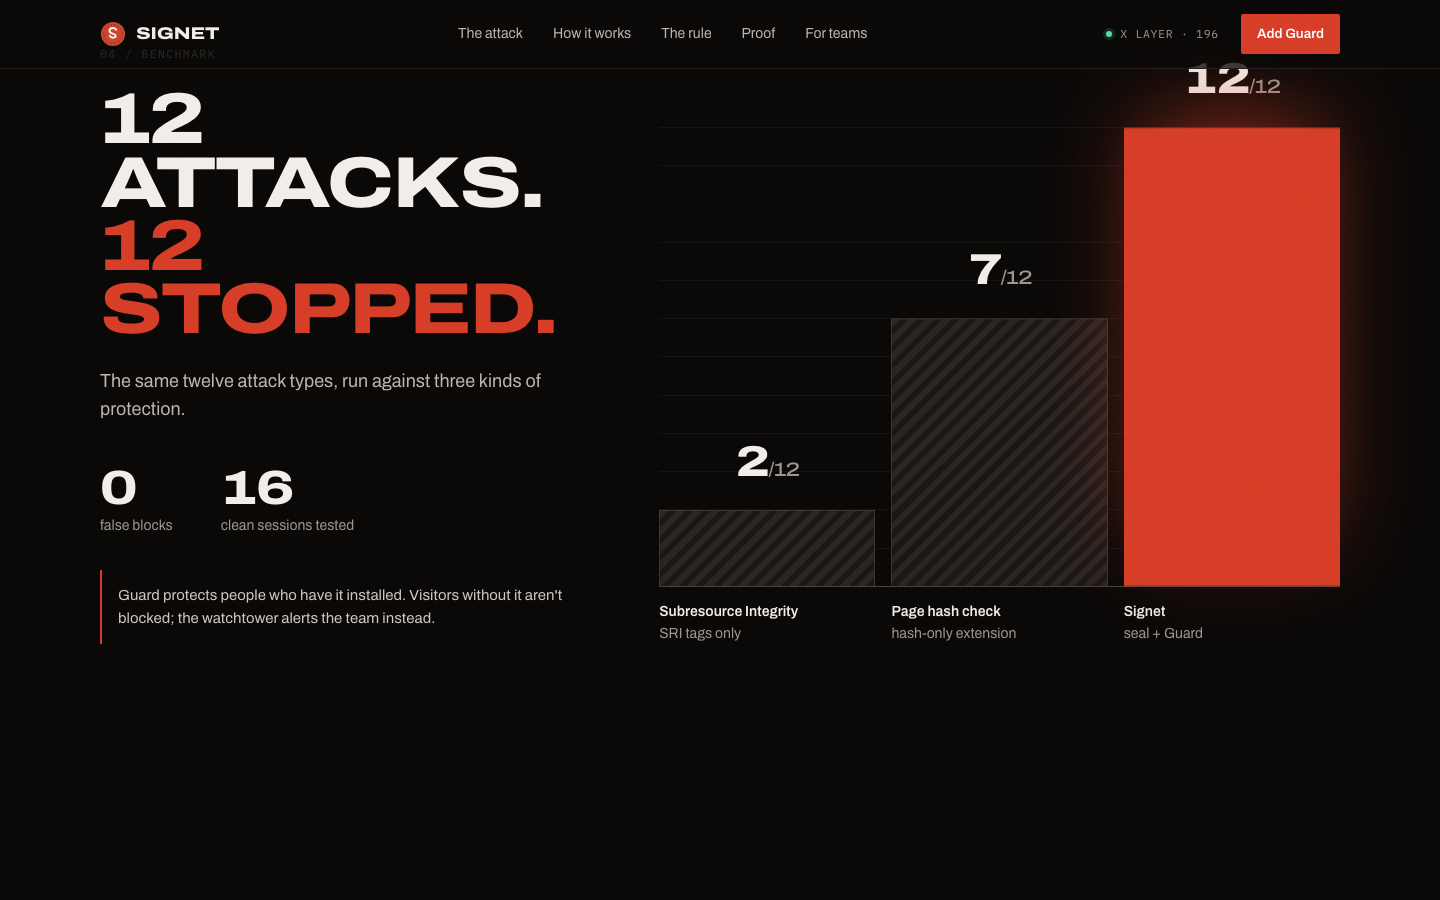 S SIGNET
The attack
How it works
The rule
Proof
For teams
X LAYER · 196
Add Guard
04 / BENCHMARK
12
ATTACKS.
12
STOPPED.
The same twelve attack types, run against three kinds of
protection.
0
false blocks
16
clean sessions tested
Guard protects people who have it installed. Visitors without it aren't
blocked; the watchtower alerts the team instead.
2/12
7/12
12/12
Subresource Integrity
SRI tags only
Page hash check
hash-only extension
Signet
seal + Guard